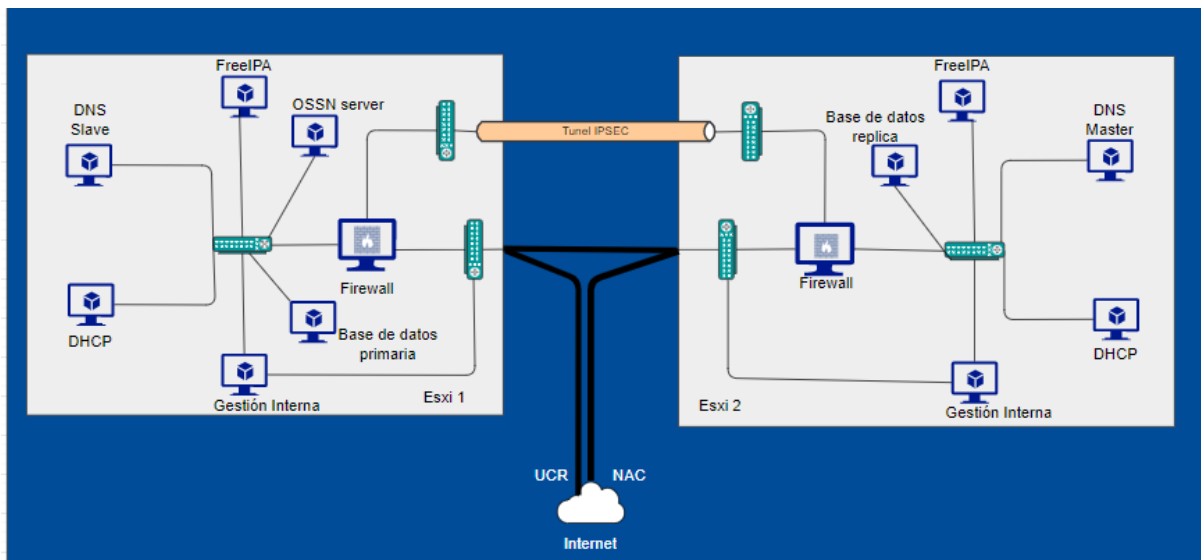 FreeIPA
OSSN server
DNS
Slave
Firewall
DHCP
Base de datos
primaria
Gestión Interna
Esxi 1
Tunel IPSEC
FreeIPA
Base de datos
replica
DNS
Master
Firewall
DHCP
Gestión Interna
Esxi 2
UCR
NAC
Internet